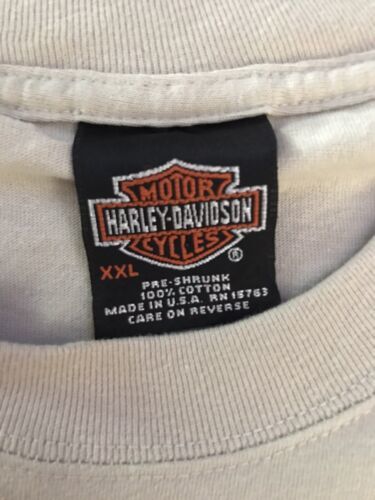 MOTOR
HARLEY-DAVIDSON
CYCLES
®
XXL
PRE-SHRUNK
100% COTTON
MADE IN U.S.A. RN 15763
CARE ON REVERSE